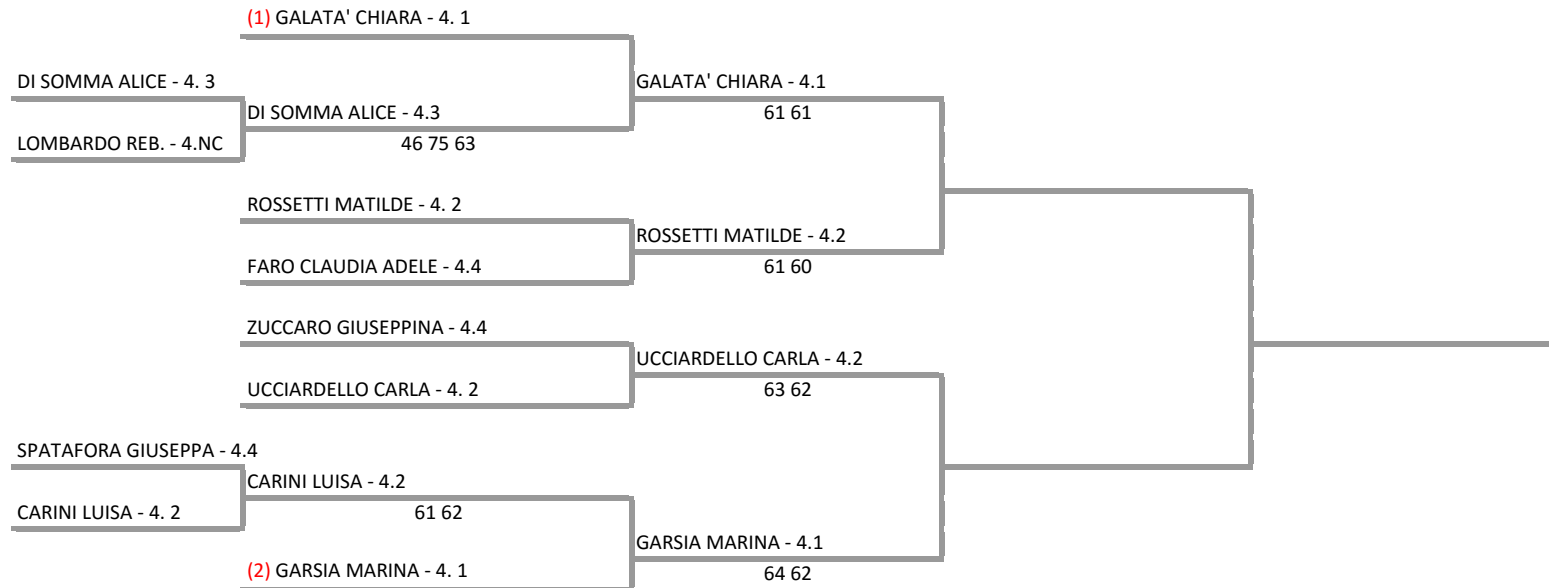 (1) GALATA' CHIARA - 4. 1
DI SOMMA ALICE - 4. 3
GALATA' CHIARA - 4.1
DI SOMMA ALICE - 4.3
61 61
LOMBARDO REB. - 4.NC
46 75 63
ROSSETTI MATILDE - 4. 2
ROSSETTI MATILDE - 4.2
FARO CLAUDIA ADELE - 4.4
61 60
ZUCCARO GIUSEPPINA - 4.4
UCCIARDELLO CARLA - 4.2
UCCIARDELLO CARLA - 4. 2
63 62
SPATAFORA GIUSEPPA - 4.4
CARINI LUISA - 4.2
CARINI LUISA - 4. 2
61 62
GARSIA MARINA - 4.1
(2) GARSIA MARINA - 4. 1
64 62